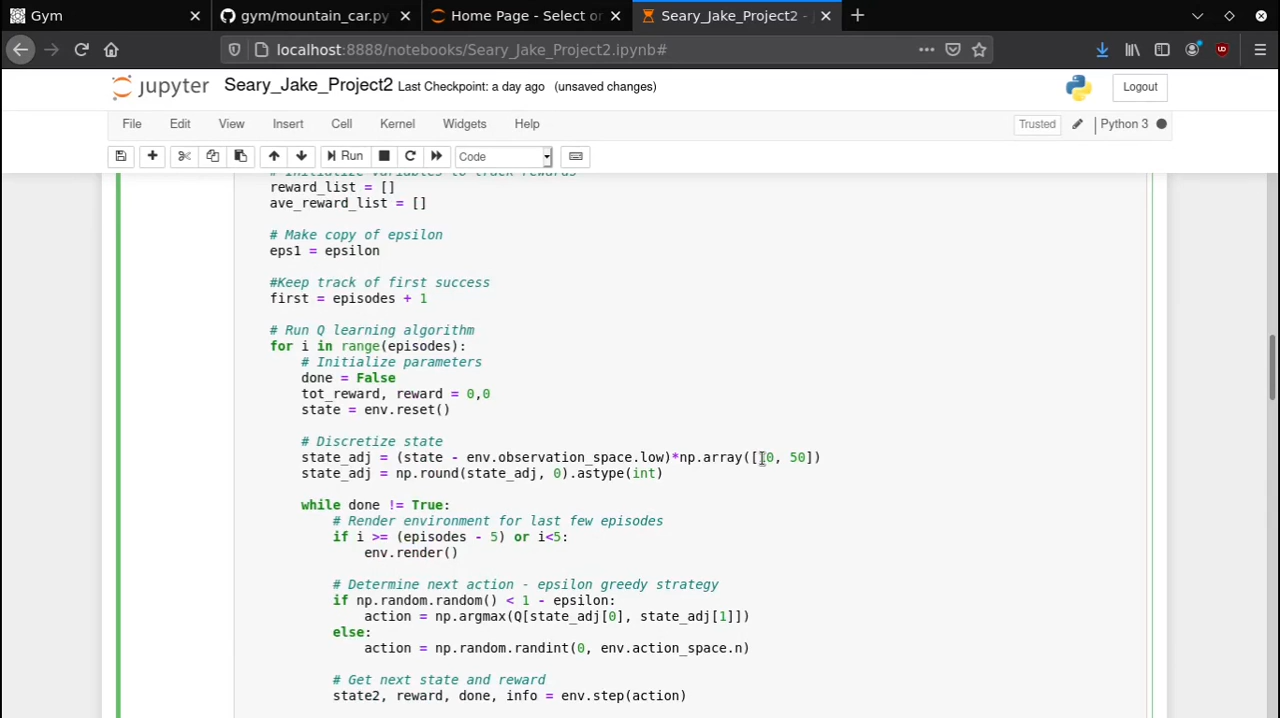 Gym
gym/mountain_car.py
Home Page - Select or
Seary_Jake_Project2 - J
localhost:8888/notebooks/Seary_Jake_Project2.ipynb#
jupyter Seary_Jake_Project2 Last Checkpoint: a day ago (unsaved changes)
Logout
File Edit View Insert Cell Kernel Widgets Help
Trusted
Python 3
Run
Code
# Initialize variables to track rewards
reward_list = []
ave_reward_list = []
# Make copy of epsilon
eps1 = epsilon
#Keep track of first success
first = episodes + 1
# Run Q learning algorithm
for i in range(episodes):
# Initialize parameters
done = False
tot_reward, reward = 0,0
state = env.reset()
# Discretize state
state_adj = (state - env.observation_space.low)*np.array([10, 50])
state_adj = np.round(state_adj, 0).astype(int)
while done != True:
# Render environment for last few episodes
if i >= (episodes - 5) or i<5:
env.render()
# Determine next action - epsilon greedy strategy
if np.random.random() < 1 - epsilon:
action = np.argmax(Q[state_adj[0], state_adj[1]])
else:
action = np.random.randint(0, env.action_space.n)
# Get next state and reward
state2, reward, done, info = env.step(action)